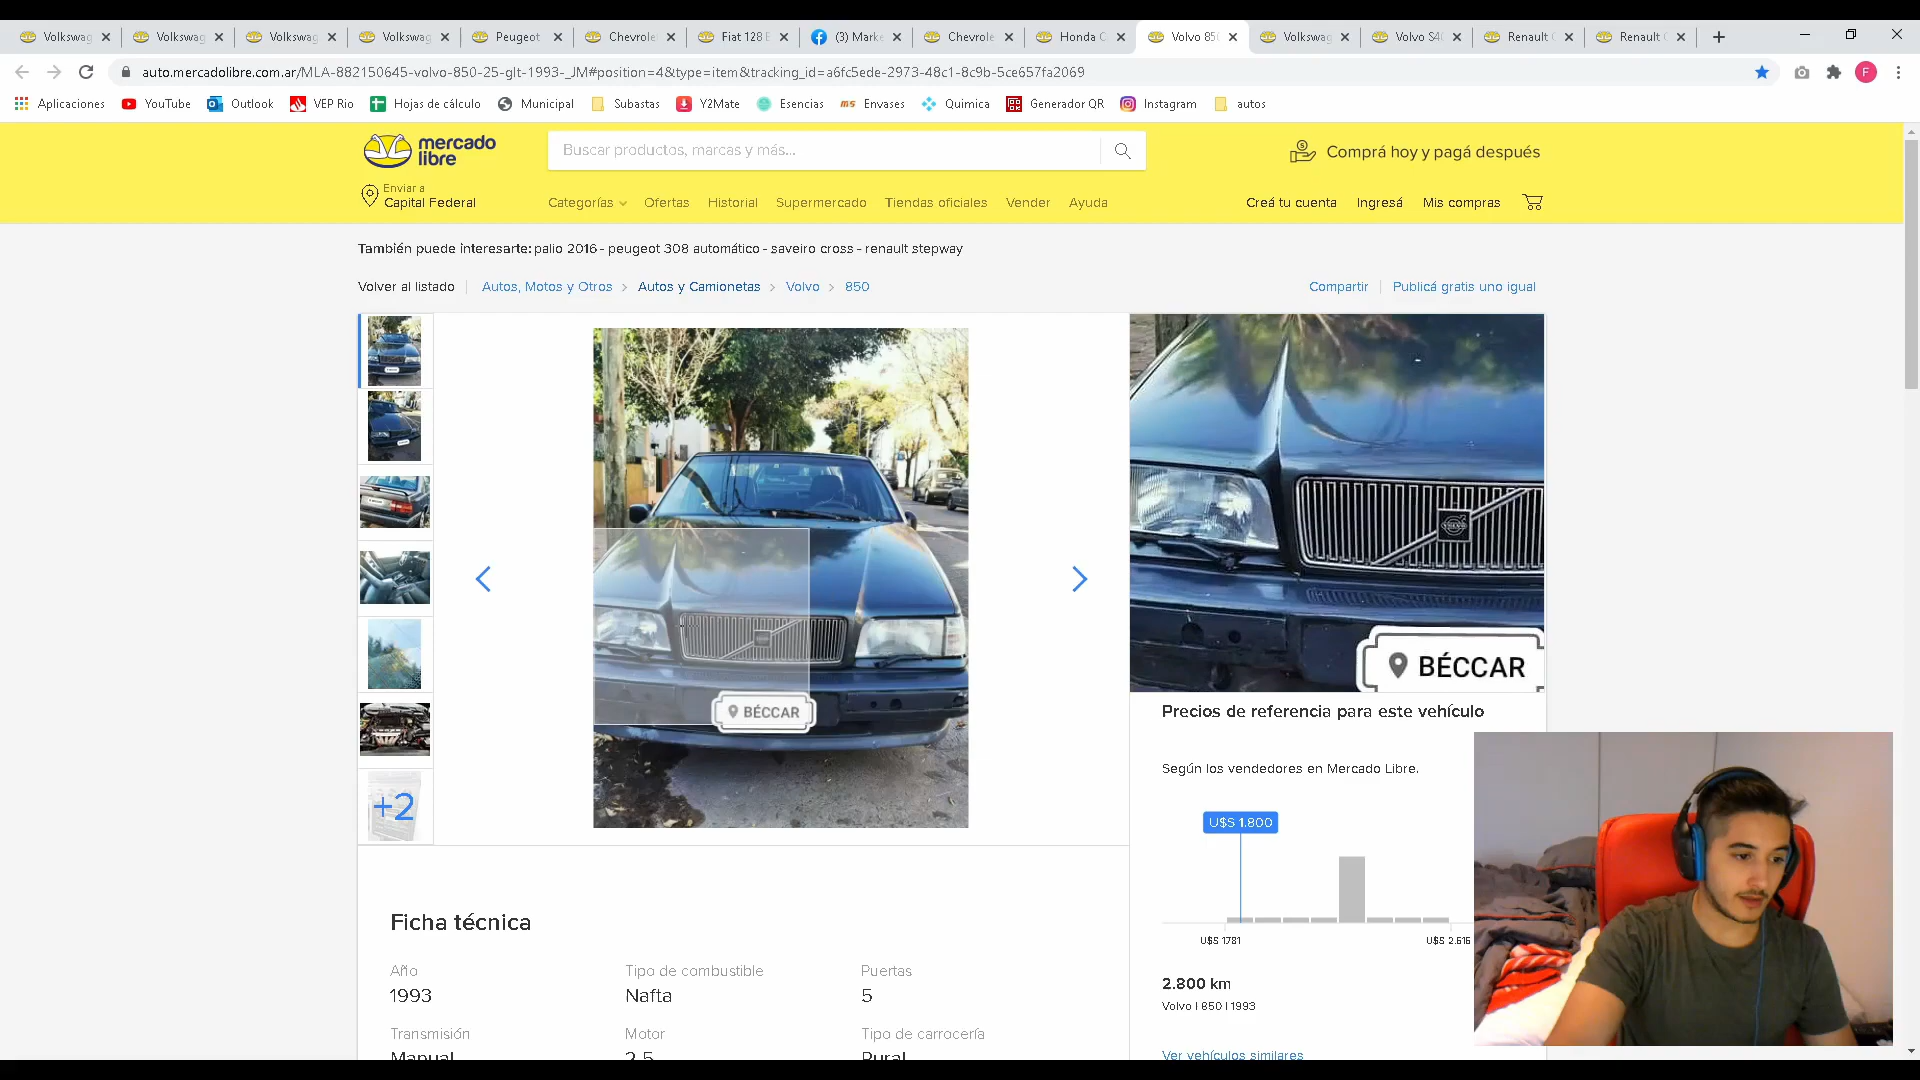 Volkswag
Volkswag
Volkswag
Volkswag
Peugeot
Chevrole
Fiat 128 E
(3) Marke
Chevrole
Honda C
Volvo 85
Volkswag
Volvo S40
Renault
Renault
auto.mercadolibre.com.ar/MLA-882150645-volvo-850-25-glt-1993-_JM#position=4&type=item&tracking_id=a6fc5ede-2973-48c1-8c9b-5ce657fa2069
F
Aplicaciones
YouTube
Outlook
VEP Rio
Hojas de cálculo
Municipal
Subastas
Y2Mate
Esencias
ms Envases
Quimica
Generador QR
Instagram
autos
mercado
libre
Buscar productos, marcas y más...
Comprá hoy y pagá después
Enviar a
Capital Federal
Categorías
Ofertas
Historial
Supermercado
Tiendas oficiales
Vender
Ayuda
Creá tu cuenta
Ingresá
Mis compras
También puede interesarte: palio 2016 - peugeot 308 automático - saveiro cross - renault stepway
Volver al listado
Autos, Motos y Otros > Autos y Camionetas > Volvo > 850
Compartir
Publicá gratis uno igual
BÉCCAR
VOLVO
BÉCCAR
+2
Precios de referencia para este vehículo
Según los vendedores en Mercado Libre.
U$S 1.800
U$S 1781
U$S 2.616
2.800 km
Volvo | 850 | 1993
Ver vehículos similares
Ficha técnica
Año
1993
Tipo de combustible
Nafta
Puertas
5
Transmisión
Manual
Motor
2.5
Tipo de carrocería
Rural